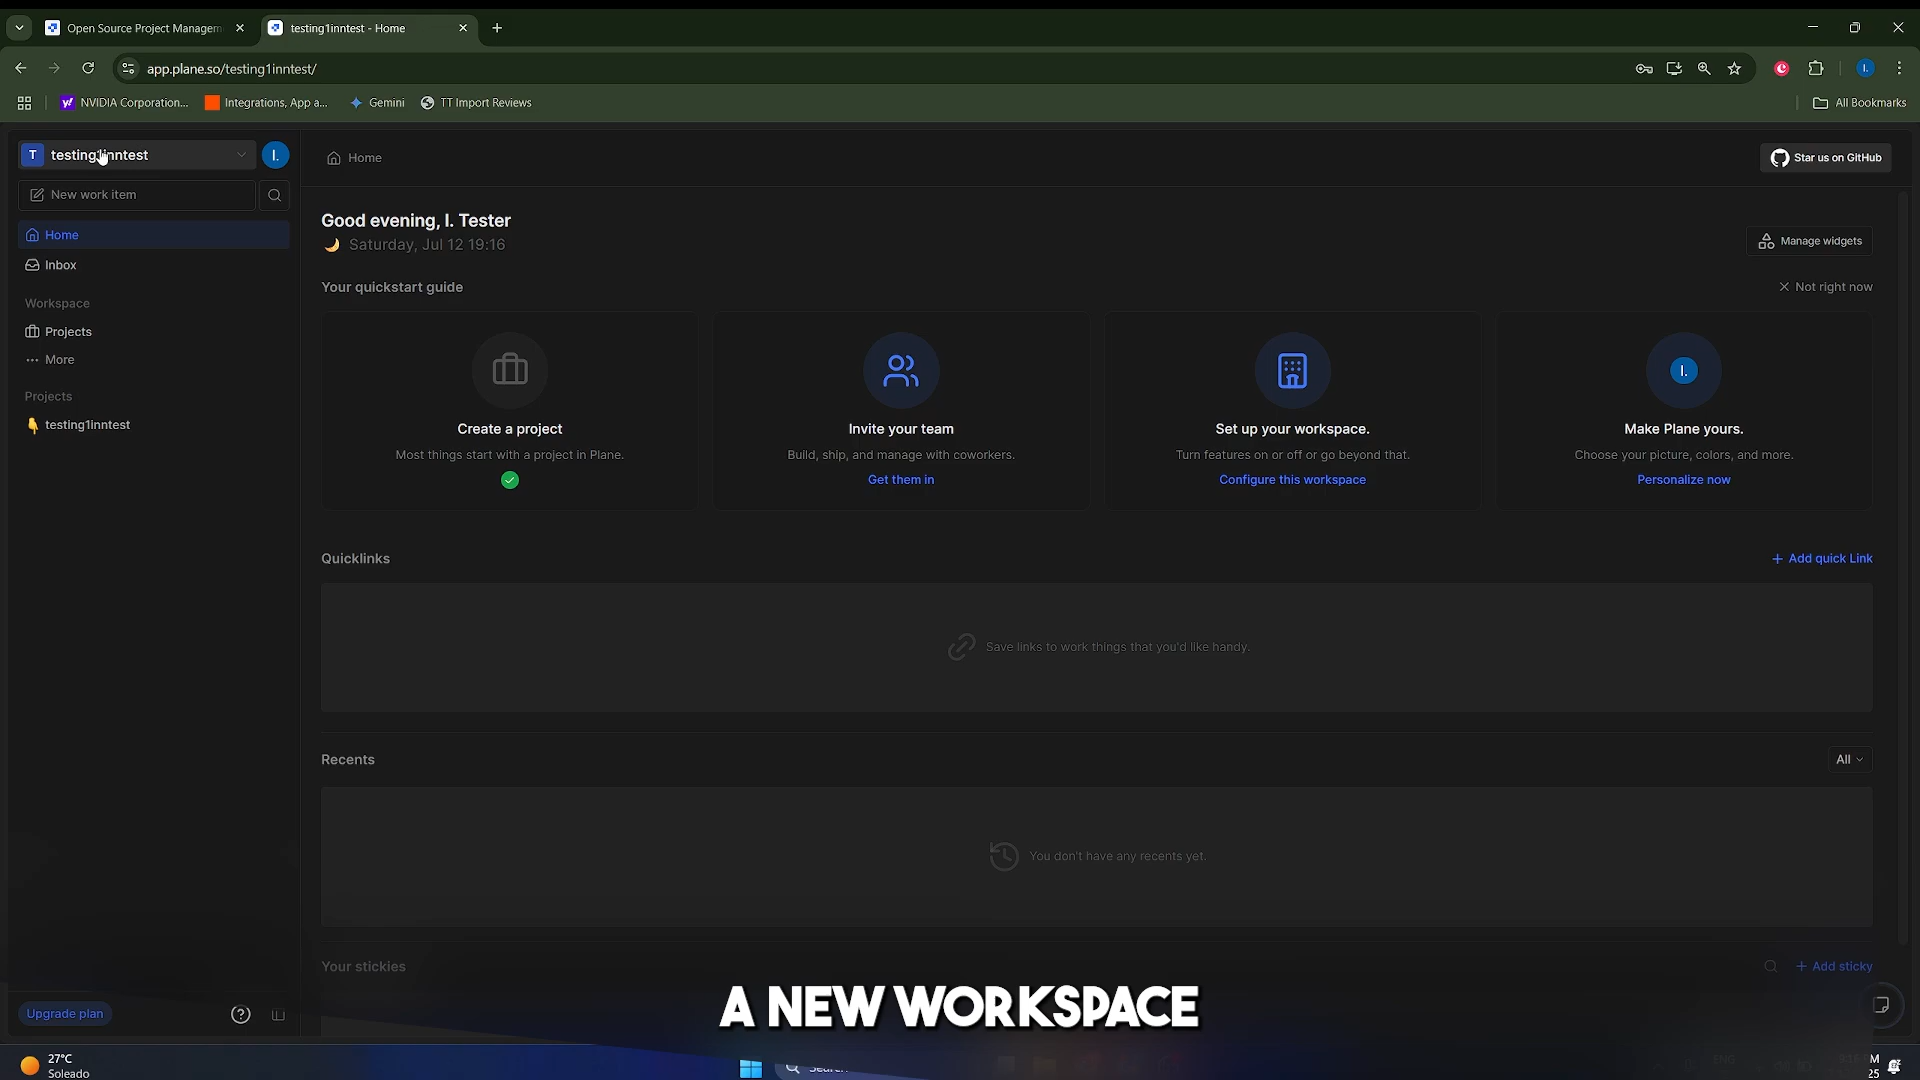 Open Source Project Managem
testing1inntest - Home
app.plane.so/testing1inntest/
NVIDIA Corporation...
Integrations, App a...
Gemini
TT Import Reviews
All Bookmarks
T testing1inntest
I.
Home
Star us on GitHub
New work item
Home
Inbox
Workspace
Projects
More
Projects
testing1inntest
Good evening, I. Tester
Saturday, Jul 12 19:16
Manage widgets
Your quickstart guide
Not right now
Create a project
Most things start with a project in Plane.
Invite your team
Build, ship, and manage with coworkers.
Get them in
Set up your workspace.
Turn features on or off or go beyond that.
Configure this workspace
I.
Make Plane yours.
Choose your picture, colors, and more.
Personalize now
Quicklinks
+ Add quick Link
Save links to work things that you'd like handy.
Recents
All
You don't have any recents yet.
Your stickies
+ Add sticky
Upgrade plan
A NEW WORKSPACE
27°C
Soleado
ENG